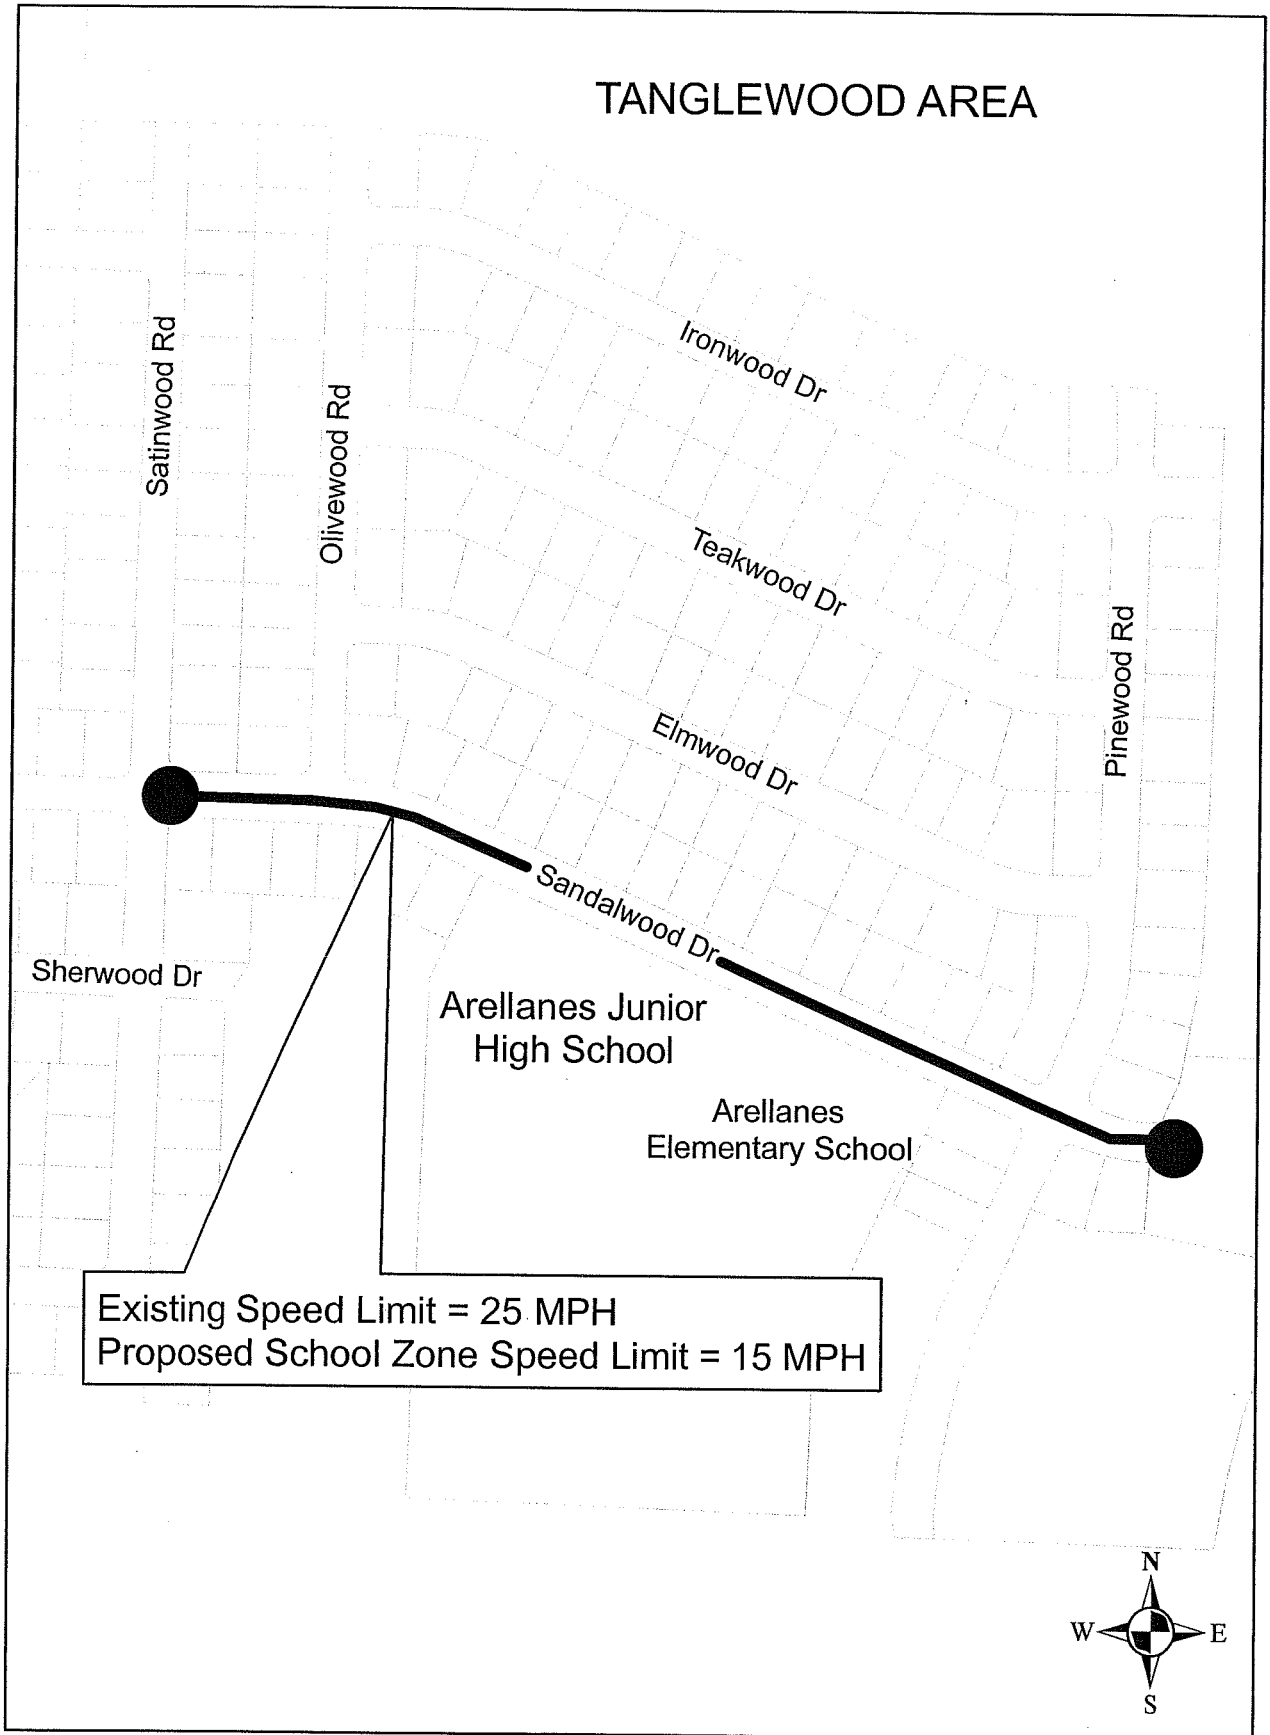 TANGLEWOOD AREA
Ironwood Dr
Satinwood Rd
Olivewood Rd
Teakwood Dr
Pinewood Rd
Elmwood Dr
Sandalwood Dr
Sherwood Dr
Arellanes Junior
High School
Arellanes
Elementary School
Existing Speed Limit = 25 MPH
Proposed School Zone Speed Limit = 15 MPH
N
W
E
S